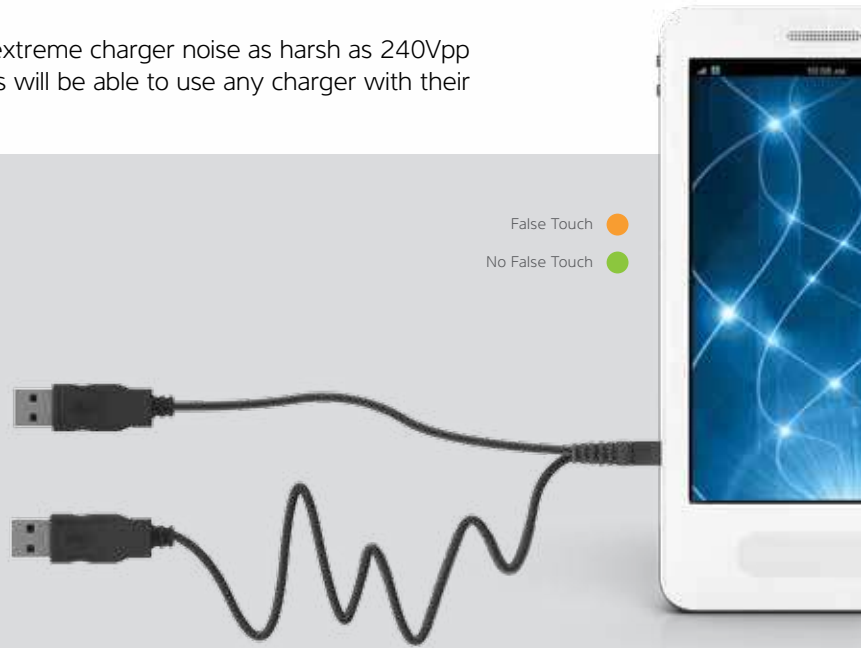 extreme charger noise as harsh as 240Vpp
s will be able to use any charger with their
False Touch
No False Touch